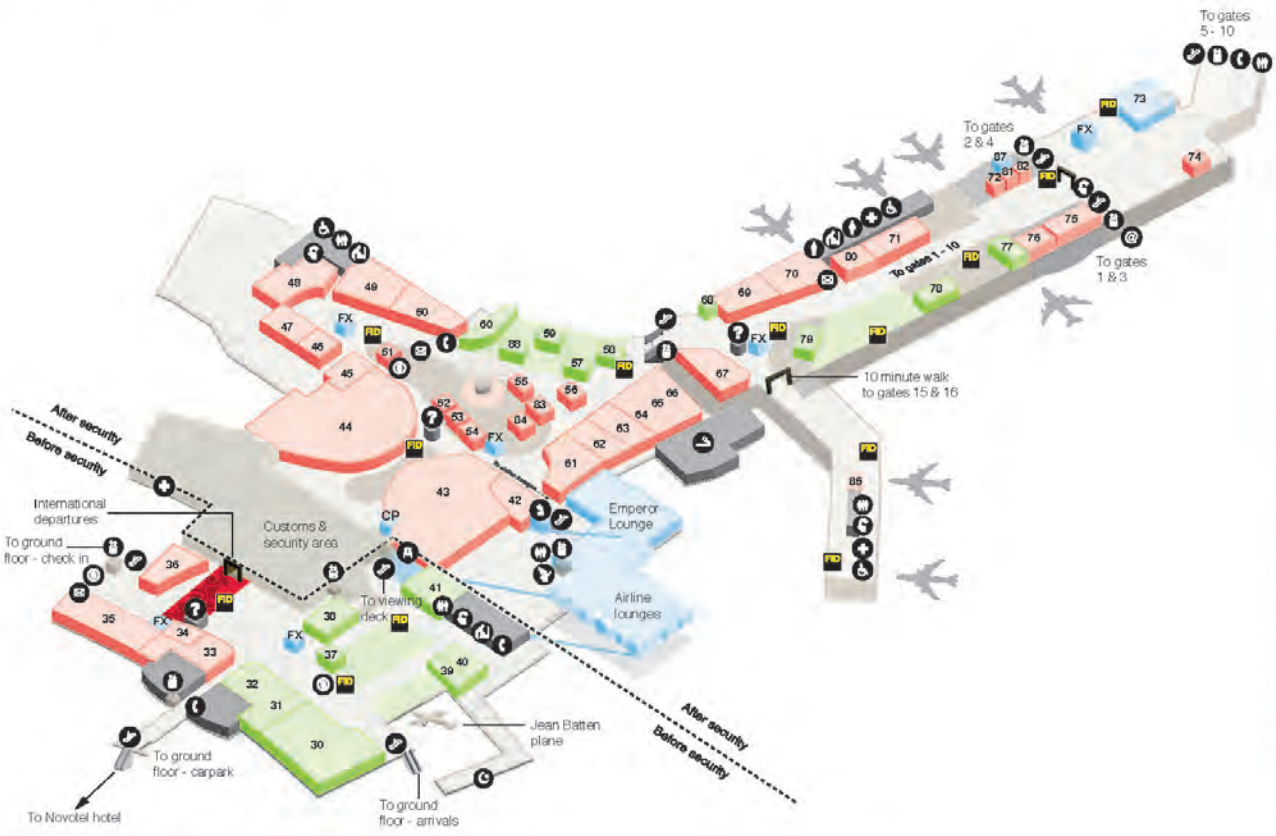 To gates
5 - 10
FID
73
FX
To gates
2 & 4
87
82
81
72
FID
74
75
76
77
@
To gates
1 & 3
FID
71
80
70
69
68
To gates 1 - 10
78
FID
79
?
FID
FX
67
10 minute walk
to gates 15 & 16
48
49
50
47
46
FX
FID
51
45
60
88
59
57
58
FID
44
52
53
54
?
55
83
84
56
FX
FID
66
65
64
63
62
61
43
42
CP
Emperor
Lounge
Airline
lounges
FID
85
FID
After security
Before security
International
departures
Customs &
security area
To ground
floor - check in
36
?
FID
35
FX
34
33
FX
38
37
FID
To viewing
deck
FID
41
40
39
32
31
30
Jean Batten
plane
After security
Before security
To ground
floor - carpark
To Novotel hotel
To ground
floor - arrivals